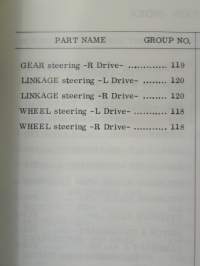 PART NAME GROUP NO.
GEAR steering -R Drive- ............ 119
LINKAGE steering -L Drive- ......... 120
LINKAGE steering -R Drive- ......... 120
WHEEL steering -L Drive- ........... 118
WHEEL steering -R Drive- ........... 118